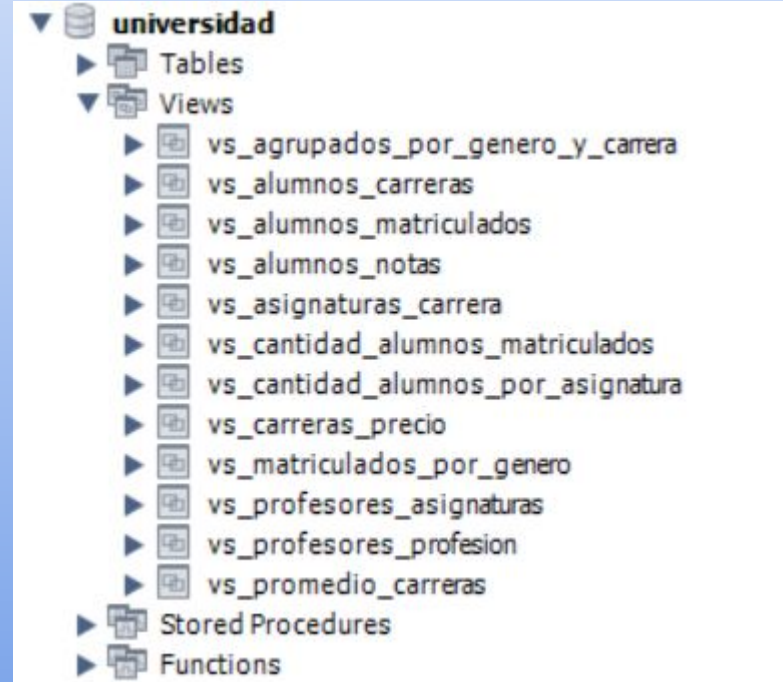 universidad
Tables
Views
vs_agrupados_por_genero_y_carrera
vs_alumnos_carreras
vs_alumnos_matriculados
vs_alumnos_notas
vs_asignaturas_carrera
vs_cantidad_alumnos_matriculados
vs_cantidad_alumnos_por_asignatura
vs_carreras_precio
vs_matriculados_por_genero
vs_profesores_asignaturas
vs_profesores_profesion
vs_promedio_carreras
Stored Procedures
Functions